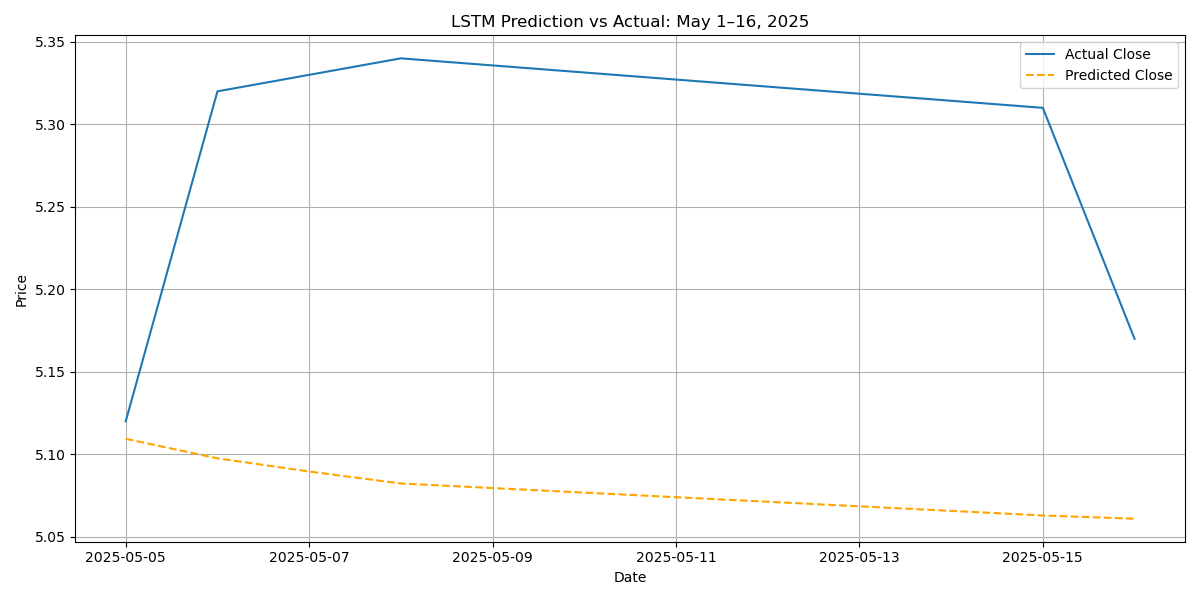 LSTM Prediction vs Actual: May 1–16, 2025
Actual Close
Predicted Close
Price
5.35
5.30
5.25
5.20
5.15
5.10
5.05
2025-05-05
2025-05-07
2025-05-09
2025-05-11
2025-05-13
2025-05-15
Date